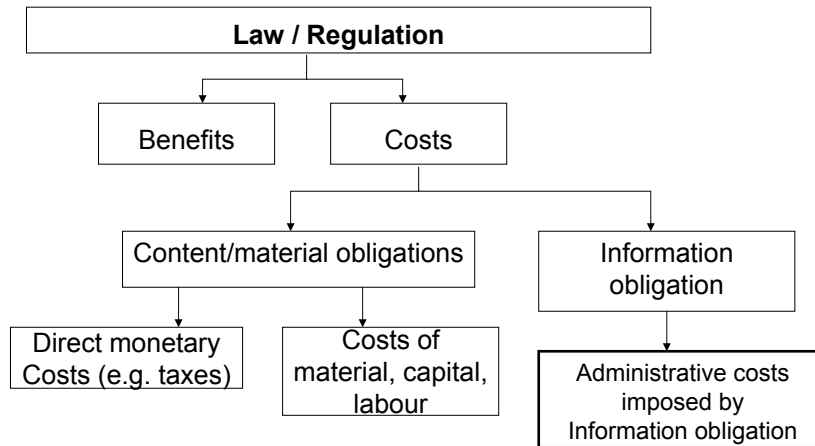 Law / Regulation
Benefits
Costs
Content/material obligations
Information
obligation
Direct monetary
Costs (e.g. taxes)
Costs of
material, capital,
labour
Administrative costs
imposed by
Information obligation